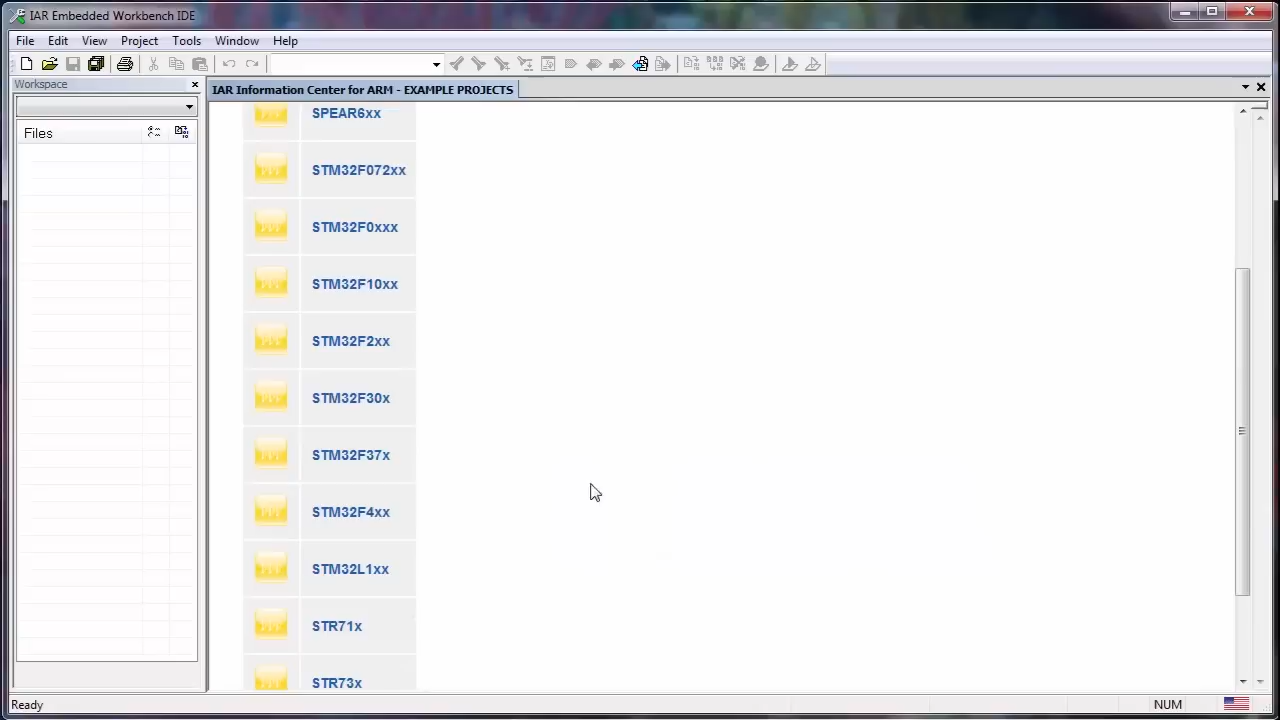 IAR Embedded Workbench IDE
File Edit View Project Tools Window Help
Workspace
IAR Information Center for ARM - EXAMPLE PROJECTS
Files
SPEAR6xx
STM32F072xx
STM32F0xxx
STM32F10xx
STM32F2xx
STM32F30x
STM32F37x
STM32F4xx
STM32L1xx
STR71x
STR73x
Ready
NUM